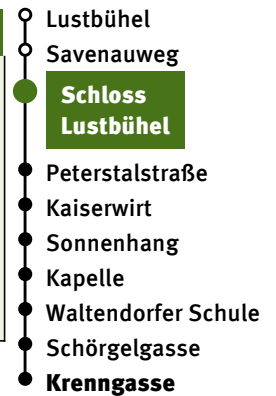 Lustbühel
Savenauweg
Schloss
Lustbühel
Peterstalstraße
Kaiserwirt
Sonnenhang
Kapelle
Waltendorfer Schule
Schörgelgasse
Krenngasse